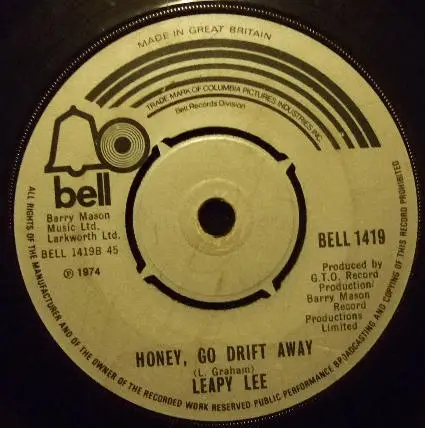 MADE IN GREAT BRITAIN
TRADE MARK OF COLUMBIA PICTURES INDUSTRIES INC.
Bell Records Division
bell
Barry Mason
Music Ltd.
Larkworth Ltd.
BELL 1419B 45
℗ 1974
BELL 1419
Produced by
G.T.O. Record
Production/
Barry Mason
Record
Productions
Limited
HONEY, GO DRIFT AWAY
(L. Graham)
LEAPY LEE
ALL RIGHTS OF THE MANUFACTURER AND OF THE OWNER OF THE RECORDED WORK RESERVED PUBLIC PERFORMANCE BROADCASTING AND COPYING OF THIS RECORD PROHIBITED